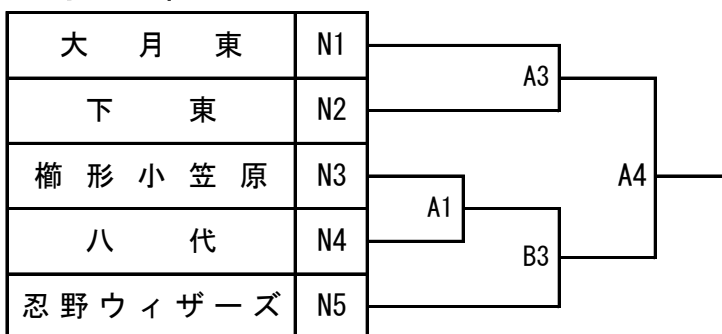 大月東 N1
A3
下東 N2
櫛形小笠原 N3
A4
A1
八代 N4
B3
忍野ウィザーズ N5